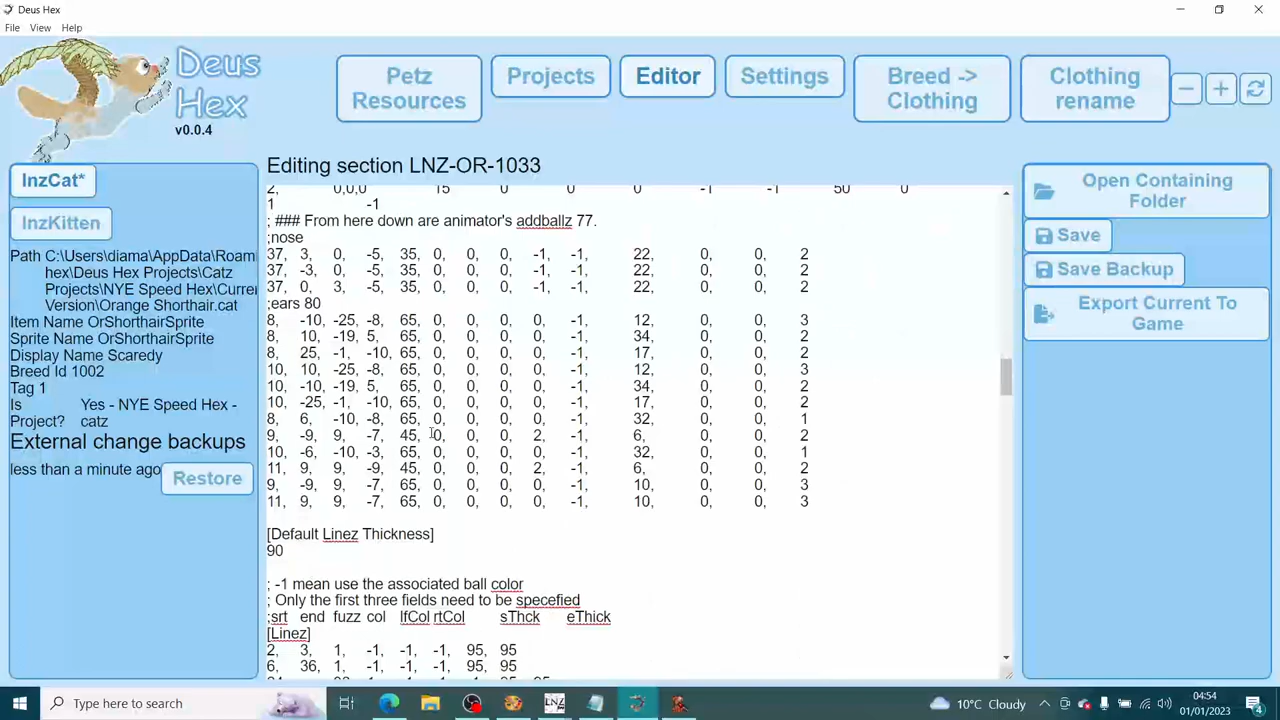 Deus Hex
File View Help
Deus Hex
v0.0.4
Petz Resources
Projects
Editor
Settings
Breed -> Clothing
Clothing rename
lnzCat*
lnzKitten
Path C:\Users\diama\AppData\Roam
hex\Deus Hex Projects\Catz
Projects\NYE Speed Hex\Curre
Version\Orange Shorthair.cat
Item Name OrShorthairSprite
Sprite Name OrShorthairSprite
Display Name Scaredy
Breed Id 1002
Tag 1
Is Project? Yes - NYE Speed Hex - catz
External change backups
less than a minute ago
Restore
Editing section LNZ-OR-1033
2, 0,0,0 15 0 0 0 -1 -1 50 0
1 -1
; ### From here down are animator's addballz 77.
;nose
37, 3, 0, -5, 35, 0, 0, 0, -1, -1, 22, 0, 0, 2
37, -3, 0, -5, 35, 0, 0, 0, -1, -1, 22, 0, 0, 2
37, 0, 3, -5, 35, 0, 0, 0, -1, -1, 22, 0, 0, 2
;ears 80
8, -10, -25, -8, 65, 0, 0, 0, 0, -1, 12, 0, 0, 3
8, 10, -19, 5, 65, 0, 0, 0, 0, -1, 34, 0, 0, 2
8, 25, -1, -10, 65, 0, 0, 0, 0, -1, 17, 0, 0, 2
10, 10, -25, -8, 65, 0, 0, 0, 0, -1, 12, 0, 0, 3
10, -10, -19, 5, 65, 0, 0, 0, 0, -1, 34, 0, 0, 2
10, -25, -1, -10, 65, 0, 0, 0, 0, -1, 17, 0, 0, 2
8, 6, -10, -8, 65, 0, 0, 0, 0, -1, 32, 0, 0, 1
9, -9, 9, -7, 45, 0, 0, 0, 2, -1, 6, 0, 0, 2
10, -6, -10, -3, 65, 0, 0, 0, 0, -1, 32, 0, 0, 1
11, 9, 9, -9, 45, 0, 0, 0, 2, -1, 6, 0, 0, 2
9, -9, 9, -7, 65, 0, 0, 0, 0, -1, 10, 0, 0, 3
11, 9, 9, -7, 65, 0, 0, 0, 0, -1, 10, 0, 0, 3
[Default Linez Thickness]
90
; -1 mean use the associated ball color
; Only the first three fields need to be specefied
;srt end fuzz col lfCol rtCol sThck eThick
[Linez]
2, 3, 1, -1, -1, -1, 95, 95
6, 36, 1, -1, -1, -1, 95, 95
Open Containing Folder
Save
Save Backup
Export Current To Game
Type here to search
LNZ
10°C Cloudy
04:54
01/01/2023
4